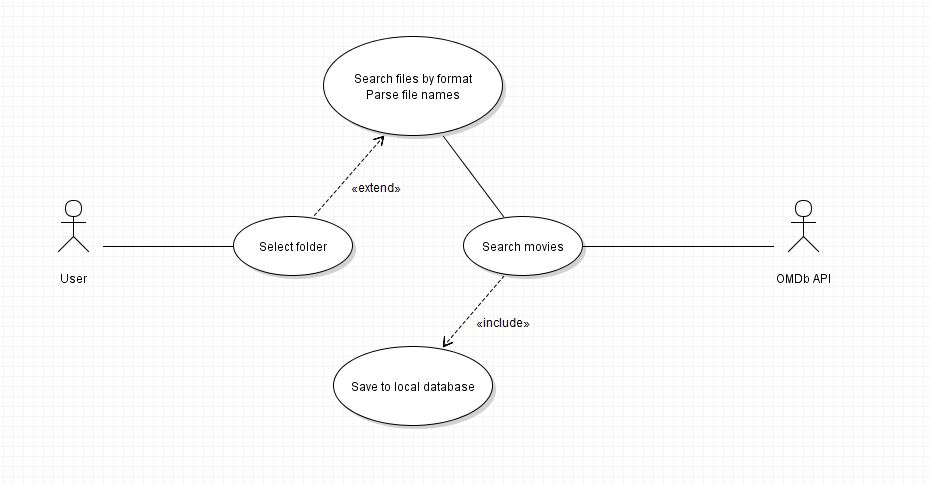 Search files by format
Parse file names
«extend»
Select folder
Search movies
User
OMDb API
«include»
Save to local database